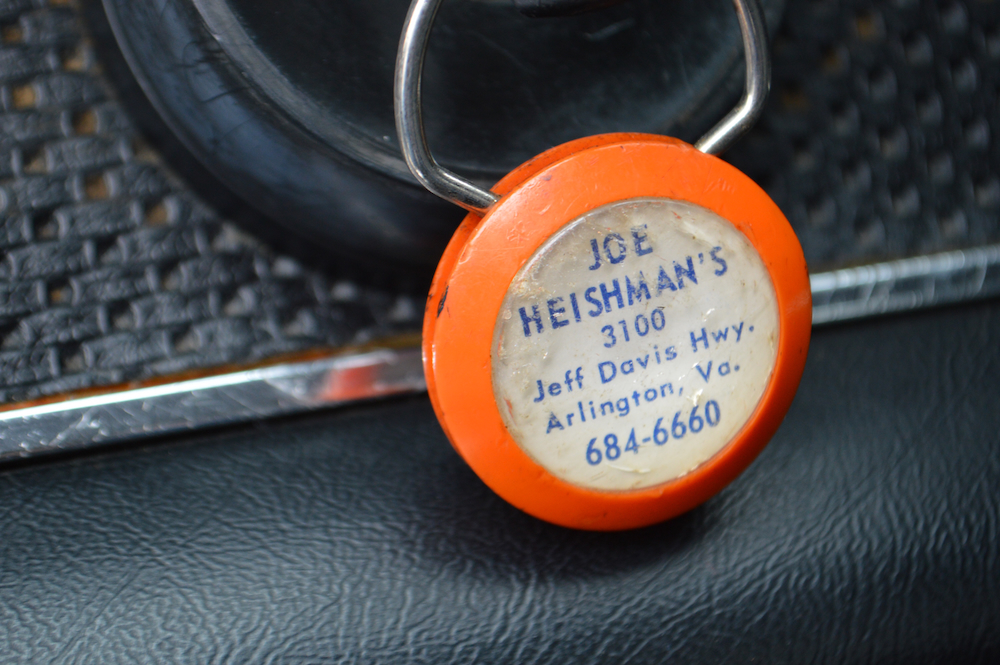 JOE
HEISHMAN'S
3100
Jeff Davis Hwy.
Arlington, Va.
684-6660